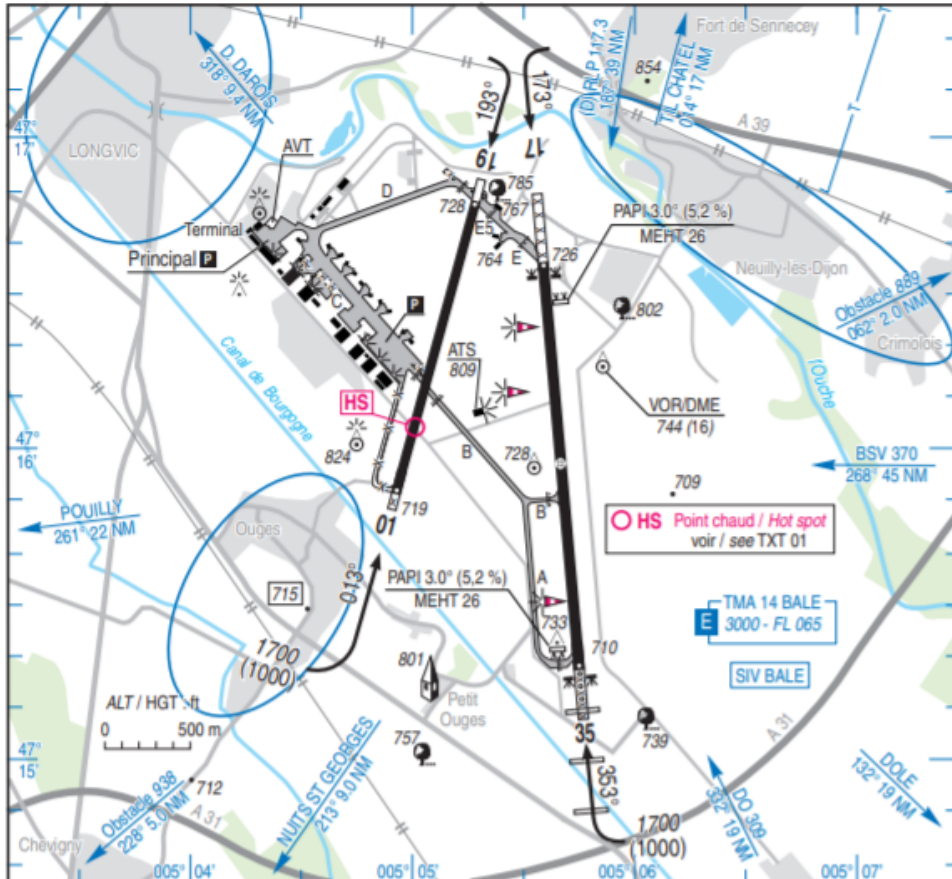 Fort de Sennecey
854
(D) RLP 117.3
167° 39 NM
TIL CHATEL
014° 17 NM
T
T
A 39
D. DAROIS
318° 9.4 NM
193°
173°
19
17
47°
17'
LONGVIC
AVT
D
785
728
767
E5
764
E
726
PAPI 3.0° (5,2 %)
MEHT 26
Terminal
Principal P
Neuilly-les-Dijon
Obstacle 889
062° 2.0 NM
Crimolois
802
P
ATS
809
Canal de Bourgogne
l'Ouche
HS
VOR/DME
744 (16)
47°
16'
824
B
728
709
BSV 370
268° 45 NM
719
01
B
HS Point chaud / Hot spot
voir / see TXT 01
POUILLY
261° 22 NM
Ouges
013°
PAPI 3.0° (5,2 %)
MEHT 26
A
715
733
710
E
TMA 14 BALE
3000 - FL 065
SIV BALE
1700
(1000)
801
Petit
Ouges
ALT / HGT : ft
0 500 m
757
35
739
47°
15'
712
353°
A 31
Obstacle 938
228° 5.0 NM
A 31
NUITS ST GEORGES
213° 9.0 NM
1700
(1000)
DO 309
322° 19 NM
DOLE
132° 19 NM
Chevigny
005° 04'
005° 05'
005° 06'
005° 07'